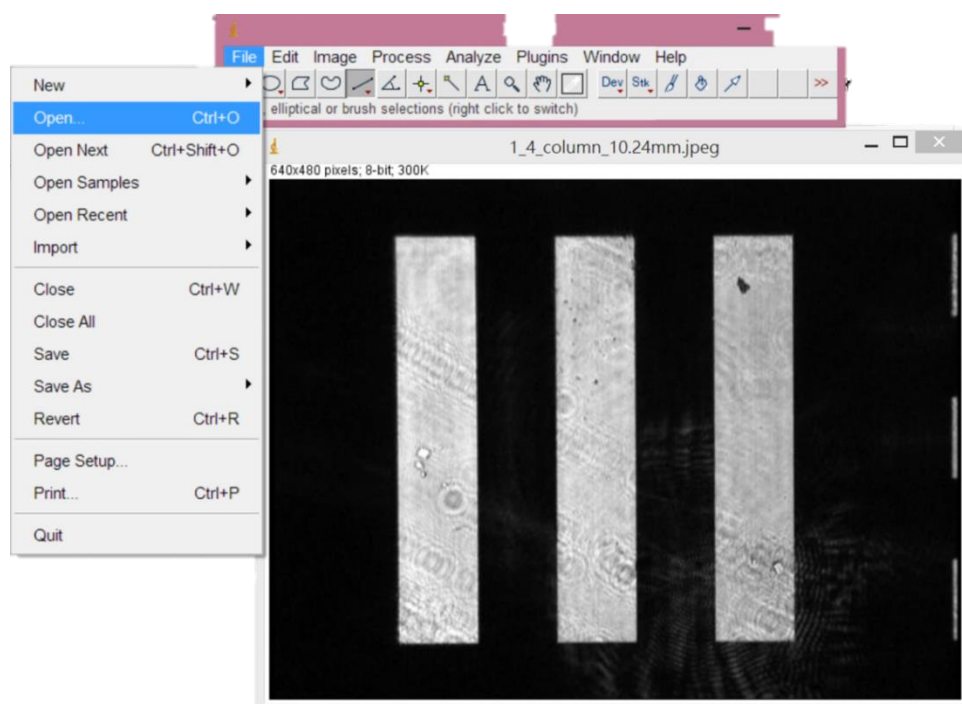 File Edit Image Process Analyze Plugins Window Help
Dev Stk >>
elliptical or brush selections (right click to switch)
New
Open... Ctrl+O
Open Next Ctrl+Shift+O
Open Samples
Open Recent
Import
Close Ctrl+W
Close All
Save Ctrl+S
Save As
Revert Ctrl+R
Page Setup...
Print... Ctrl+P
Quit
1_4_column_10.24mm.jpeg
640x480 pixels; 8-bit; 300K